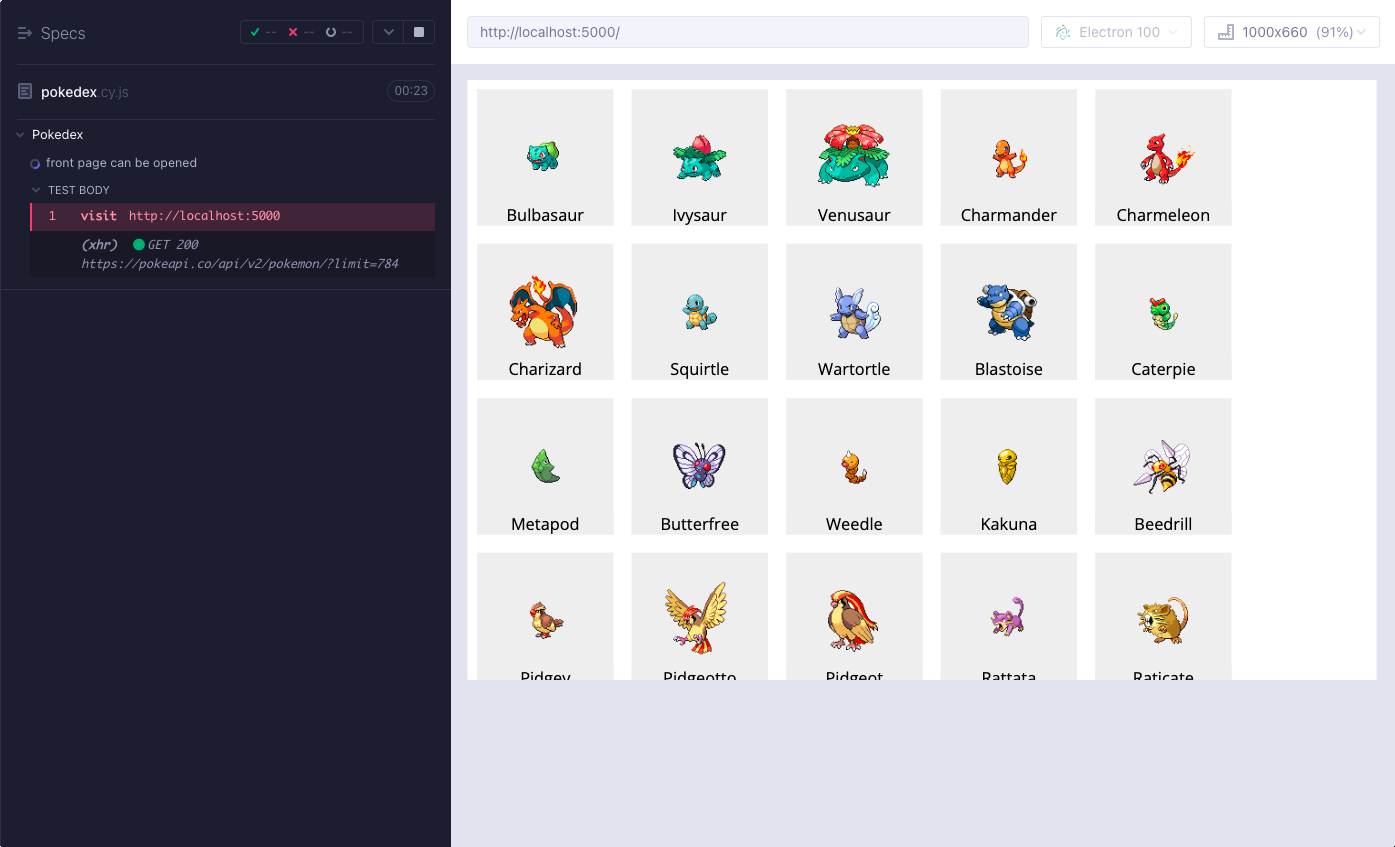 Specs
--
--
--
http://localhost:5000/
Electron 100
1000x660 (91%)
pokedex.cy.js
00:23
Pokedex
front page can be opened
TEST BODY
1 visit http://localhost:5000
(xhr) GET 200
https://pokeapi.co/api/v2/pokemon/?limit=784
Bulbasaur Ivysaur Venusaur Charmander Charmeleon
Charizard Squirtle Wartortle Blastoise Caterpie
Metapod Butterfree Weedle Kakuna Beedrill
Pidgey Pidgeotto Pidgeot Rattata Raticate